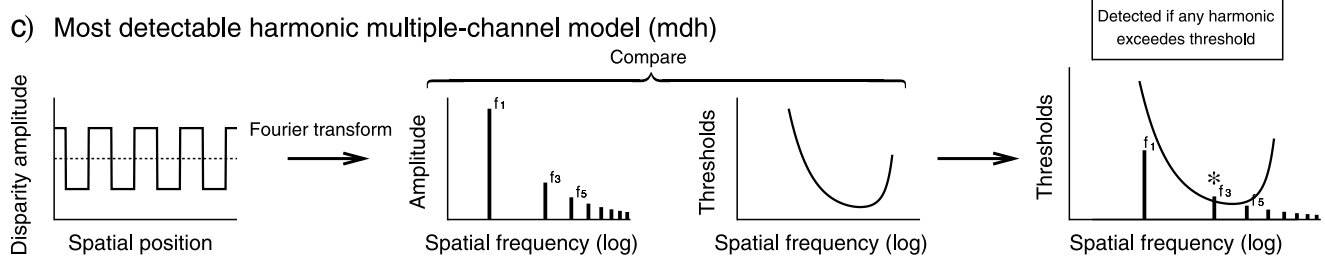 c) Most detectable harmonic multiple-channel model (mdh)
Detected if any harmonic
exceedes threshold
Compare
Disparity amplitude
Spatial position
Fourier transform
Amplitude
f1
f3
f5
Spatial frequency (log)
Thresholds
Spatial frequency (log)
Thresholds
f1
*
f3
f5
Spatial frequency (log)